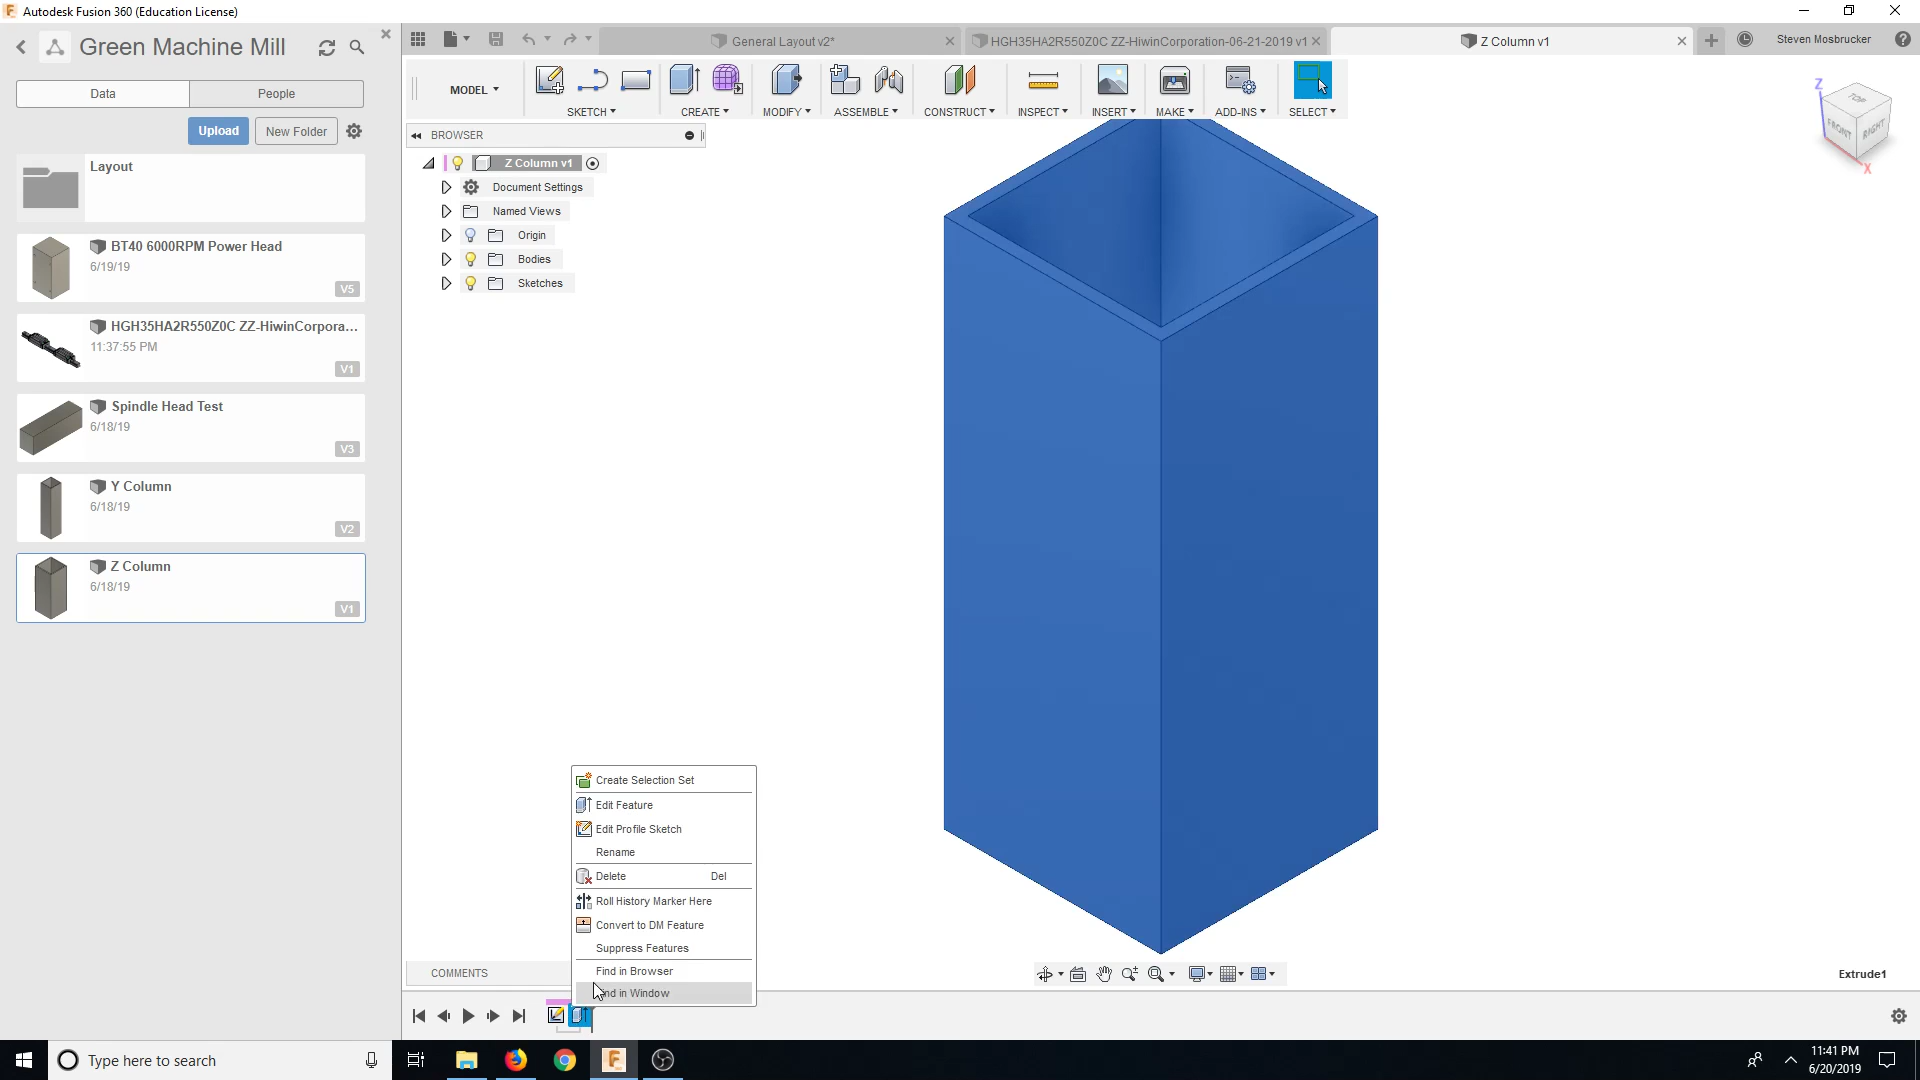 Autodesk Fusion 360 (Education License)
Green Machine Mill
Data
People
Upload
New Folder
Layout
BT40 6000RPM Power Head
6/19/19
V5
HGH35HA2R550Z0C ZZ-HiwinCorpora...
11:37:55 PM
V1
Spindle Head Test
6/18/19
V3
Y Column
6/18/19
V2
Z Column
6/18/19
V1
General Layout v2*
HGH35HA2R550Z0C ZZ-HiwinCorporation-06-21-2019 v1
Z Column v1
Steven Mosbrucker
MODEL
SKETCH
CREATE
MODIFY
ASSEMBLE
CONSTRUCT
INSPECT
INSERT
MAKE
ADD-INS
SELECT
BROWSER
Z Column v1
Document Settings
Named Views
Origin
Bodies
Sketches
Z
TOP
FRONT
RIGHT
X
Create Selection Set
Edit Feature
Edit Profile Sketch
Rename
Delete Del
Roll History Marker Here
Convert to DM Feature
Suppress Features
Find in Browser
in Window
COMMENTS
Extrude1
Type here to search
11:41 PM
6/20/2019